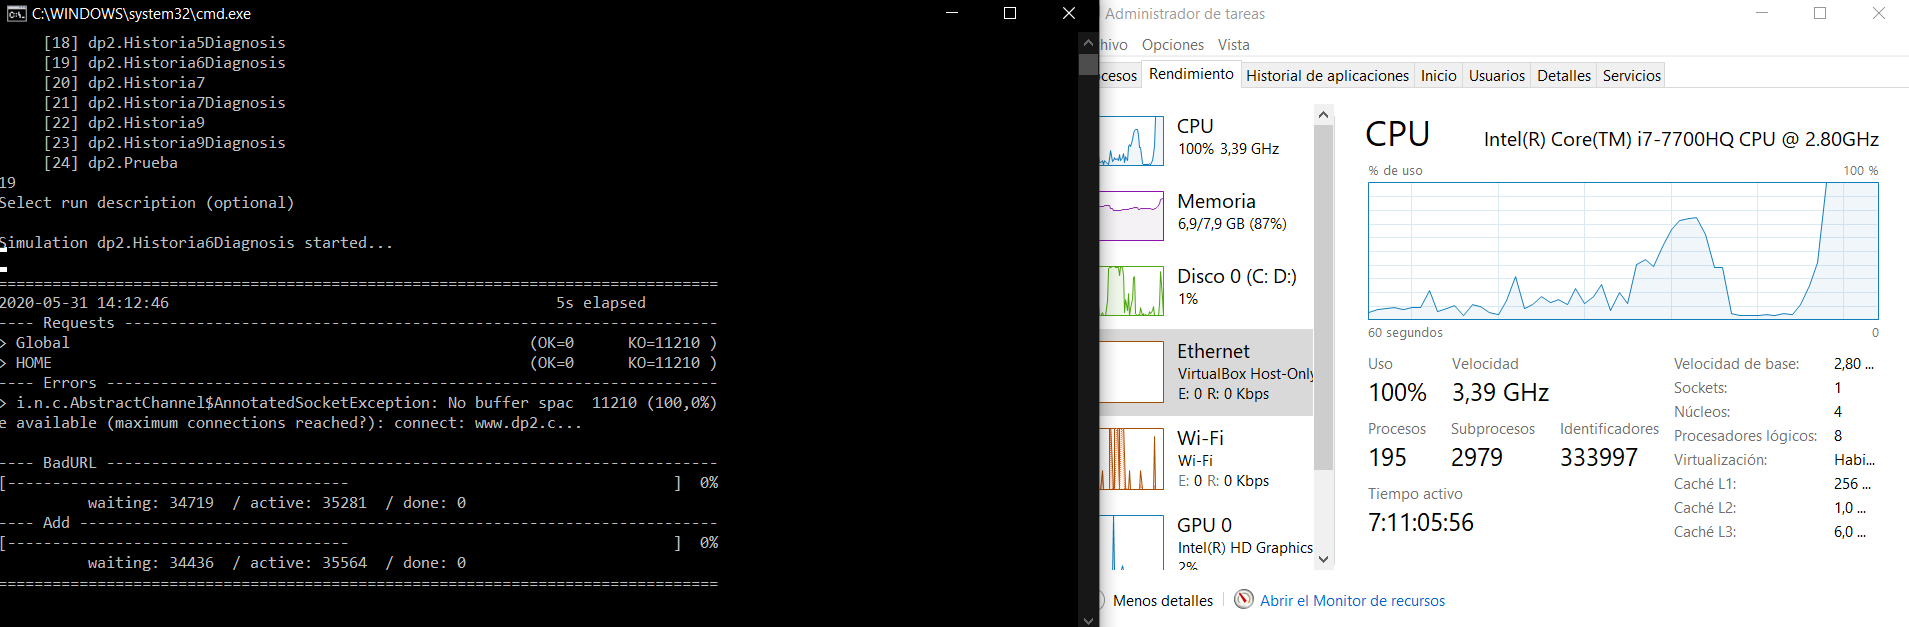 C:\WINDOWS\system32\cmd.exe
[18] dp2.Historia5Diagnosis
[19] dp2.Historia6Diagnosis
[20] dp2.Historia7
[21] dp2.Historia7Diagnosis
[22] dp2.Historia9
[23] dp2.Historia9Diagnosis
[24] dp2.Prueba
19
Select run description (optional)
Simulation dp2.Historia6Diagnosis started...
================================================================================
2020-05-31 14:12:46 5s elapsed
---- Requests ------------------------------------------------------------------
> Global (OK=0 KO=11210 )
> HOME (OK=0 KO=11210 )
---- Errors --------------------------------------------------------------------
> i.n.c.AbstractChannel$AnnotatedSocketException: No buffer spac 11210 (100,0%)
e available (maximum connections reached?): connect: www.dp2.c...
---- BadURL --------------------------------------------------------------------
[-------------------------------------- ] 0%
waiting: 34719 / active: 35281 / done: 0
---- Add -----------------------------------------------------------------------
[-------------------------------------- ] 0%
waiting: 34436 / active: 35564 / done: 0
================================================================================
Administrador de tareas
hivo Opciones Vista
cesos Rendimiento Historial de aplicaciones Inicio Usuarios Detalles Servicios
CPU
100% 3,39 GHz
Memoria
6,9/7,9 GB (87%)
Disco 0 (C: D:)
1%
Ethernet
VirtualBox Host-Only
E: 0 R: 0 Kbps
Wi-Fi
Wi-Fi
E: 0 R: 0 Kbps
GPU 0
Intel(R) HD Graphics
2%
CPU Intel(R) Core(TM) i7-7700HQ CPU @ 2.80GHz
% de uso 100 %
60 segundos 0
Uso Velocidad
100% 3,39 GHz
Procesos Subprocesos Identificadores
195 2979 333997
Tiempo activo
7:11:05:56
Velocidad de base: 2,80 ...
Sockets: 1
Núcleos: 4
Procesadores lógicos: 8
Virtualización: Habi...
Caché L1: 256 ...
Caché L2: 1,0 ...
Caché L3: 6,0 ...
Menos detalles Abrir el Monitor de recursos